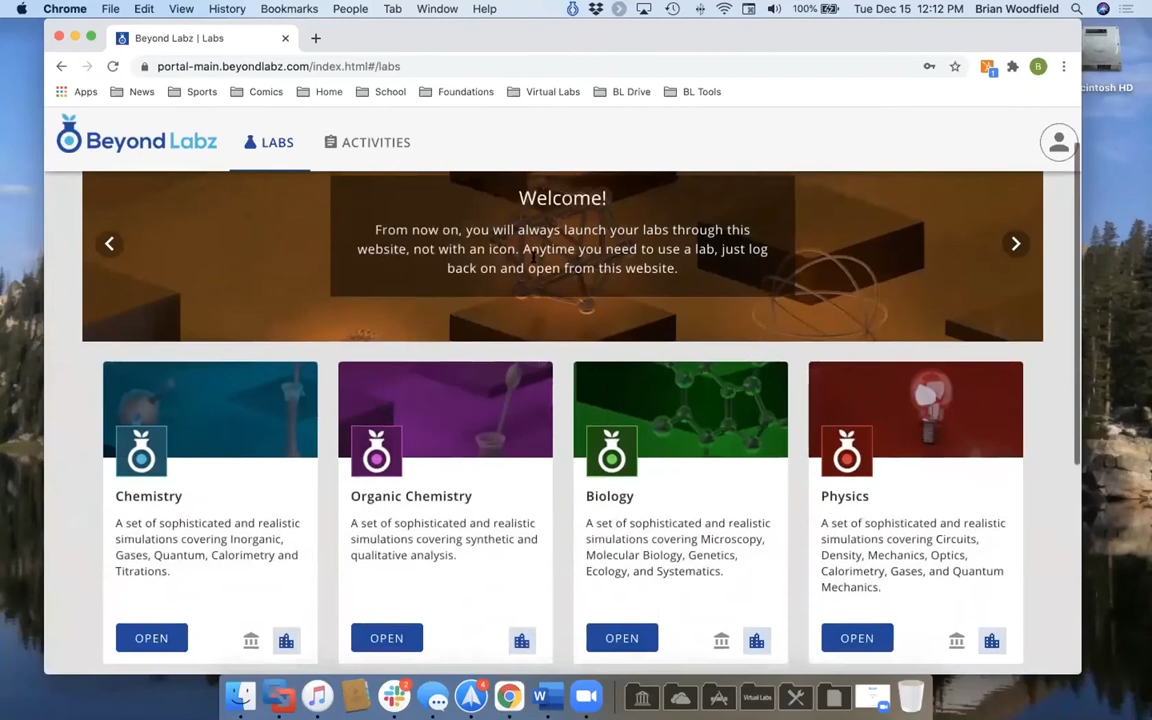 Chrome File Edit View History Bookmarks People Tab Window Help 100% Tue Dec 15 12:12 PM Brian Woodfield
Beyond Labz | Labs
portal-main.beyondlabz.com/index.html#/labs
Apps News Sports Comics Home School Foundations Virtual Labs BL Drive BL Tools
Beyond Labz LABS ACTIVITIES
Welcome!
From now on, you will always launch your labs through this
website, not with an icon. Anytime you need to use a lab, just log
back on and open from this website.
Chemistry
A set of sophisticated and realistic
simulations covering Inorganic,
Gases, Quantum, Calorimetry and
Titrations.
OPEN
Organic Chemistry
A set of sophisticated and realistic
simulations covering synthetic and
qualitative analysis.
OPEN
Biology
A set of sophisticated and realistic
simulations covering Microscopy,
Molecular Biology, Genetics,
Ecology, and Systematics.
OPEN
Physics
A set of sophisticated and realistic
simulations covering Circuits,
Density, Mechanics, Optics,
Calorimetry, Gases, and Quantum
Mechanics.
OPEN
cintosh HD
Virtual Labs